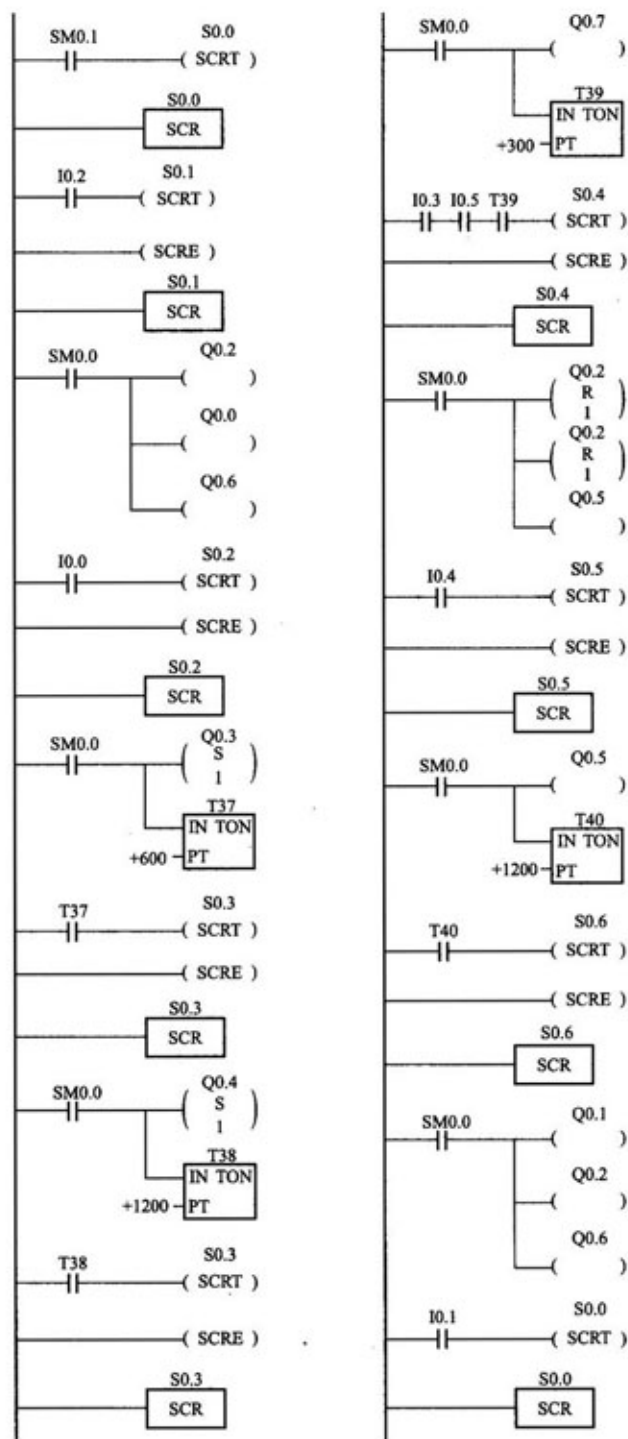 SM0.1 S0.0
( SCRT )
S0.0
SCR
I0.2 S0.1
( SCRT )
( SCRE )
S0.1
SCR
SM0.0 Q0.2
( )
Q0.0
( )
Q0.6
( )
I0.0 S0.2
( SCRT )
( SCRE )
S0.2
SCR
SM0.0 Q0.3
( S )
1
T37
IN TON
+600 PT
T37 S0.3
( SCRT )
( SCRE )
S0.3
SCR
SM0.0 Q0.4
( S )
1
T38
IN TON
+1200 PT
T38 S0.3
( SCRT )
( SCRE )
S0.3
SCR
SM0.0 Q0.7
( )
T39
IN TON
+300 PT
I0.3 I0.5 T39 S0.4
( SCRT )
( SCRE )
S0.4
SCR
SM0.0 Q0.2
( R )
1
Q0.2
( R )
1
Q0.5
( )
I0.4 S0.5
( SCRT )
( SCRE )
S0.5
SCR
SM0.0 Q0.5
( )
T40
IN TON
+1200 PT
T40 S0.6
( SCRT )
( SCRE )
S0.6
SCR
SM0.0 Q0.1
( )
Q0.2
( )
Q0.6
( )
I0.1 S0.0
( SCRT )
S0.0
SCR